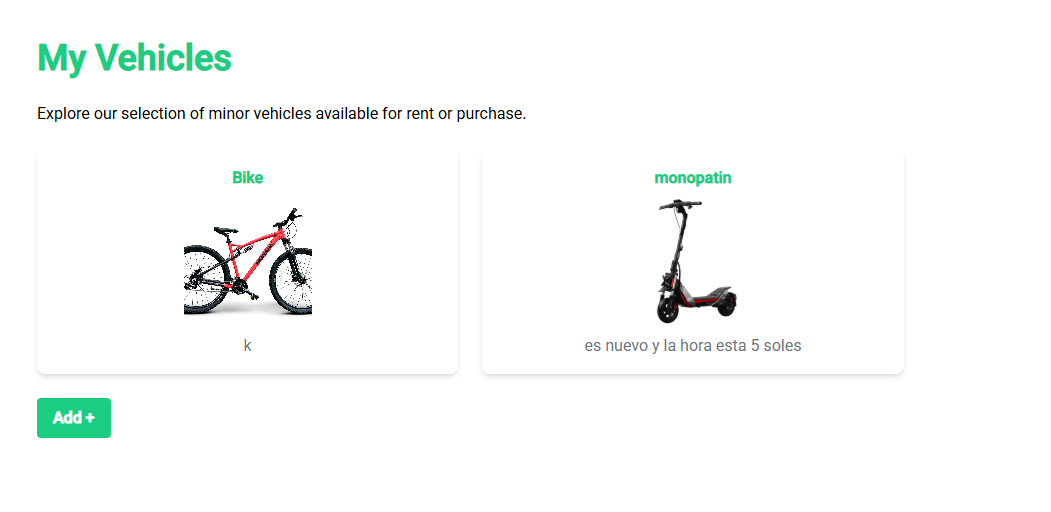 My Vehicles
Explore our selection of minor vehicles available for rent or purchase.
Bike
monopatin
k
es nuevo y la hora esta 5 soles
Add +